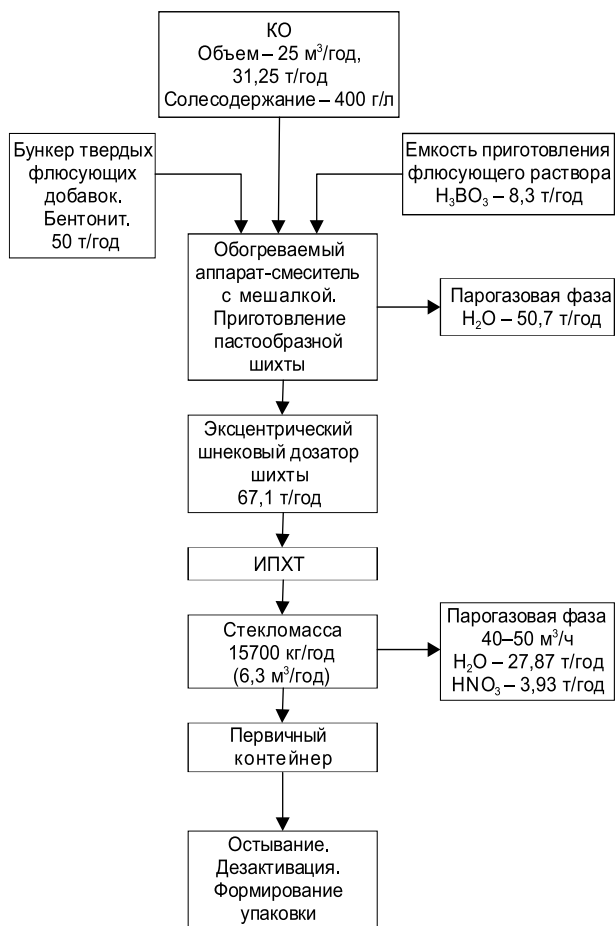 КО
Объем – 25 м³/год,
31,25 т/год
Солесодержание – 400 г/л
Бункер твердых
флюсующих
добавок.
Бентонит.
50 т/год
Емкость приготовления
флюсующего раствора
H₃BO₃ – 8,3 т/год
Обогреваемый
аппарат-смеситель
с мешалкой.
Приготовление
пастообразной
шихты
Парогазовая фаза
H₂O – 50,7 т/год
Эксцентрический
шнековый дозатор
шихты
67,1 т/год
ИПХТ
Стекломасса
15700 кг/год
(6,3 м³/год)
Парогазовая фаза
40–50 м³/ч
H₂O – 27,87 т/год
HNO₃ – 3,93 т/год
Первичный
контейнер
Остывание.
Дезактивация.
Формирование
упаковки